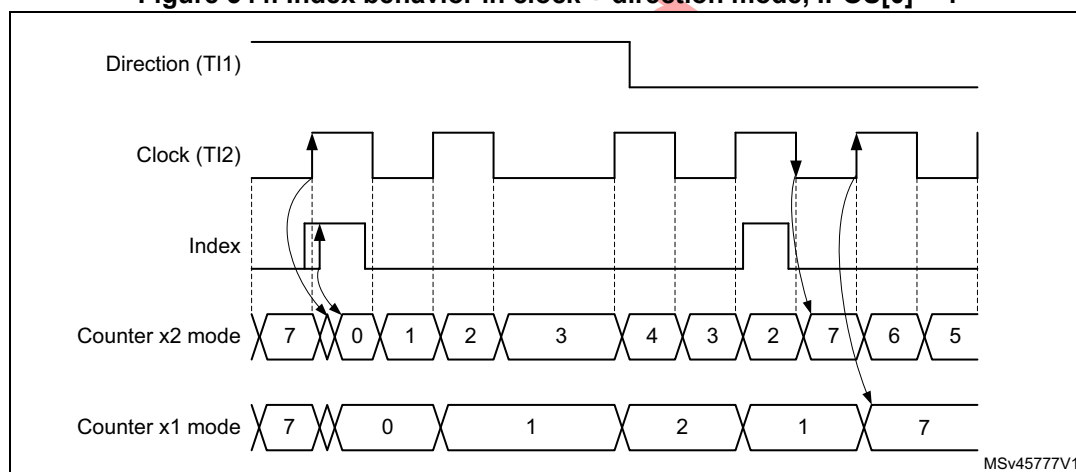 Index behavior in clock + direction mode, IPOS[0] = 1
Direction (TI1)
Clock (TI2)
Index
Counter x2 mode 7 0 1 2 3 4 3 2 7 6 5
Counter x1 mode 7 0 1 2 1 7
MSv45777V1